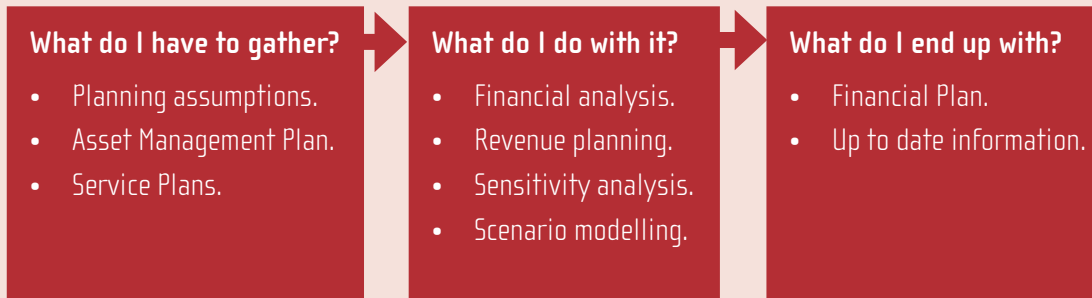 What do I have to gather?
• Planning assumptions.
• Asset Management Plan.
• Service Plans.
What do I do with it?
• Financial analysis.
• Revenue planning.
• Sensitivity analysis.
• Scenario modelling.
What do I end up with?
• Financial Plan.
• Up to date information.